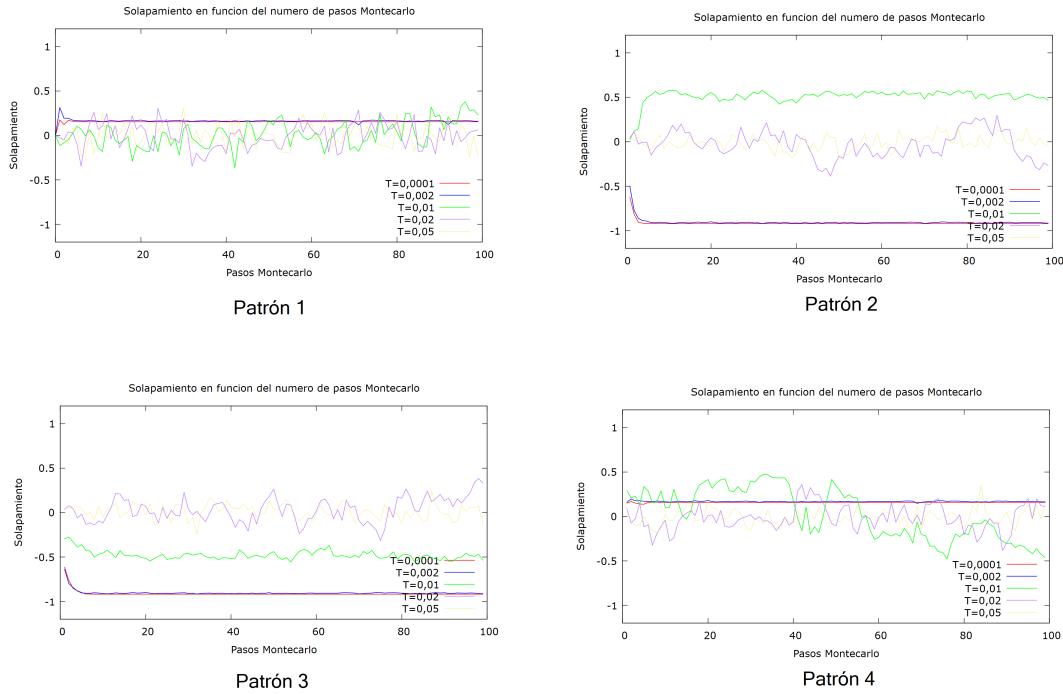 Solapamiento en funcion del numero de pasos Montecarlo
1
0.5
0
-0.5
-1
Solapamiento
T=0,0001
T=0,002
T=0,01
T=0,02
T=0,05
0 20 40 60 80 100
Pasos Montecarlo
Patrón 1
Solapamiento en funcion del numero de pasos Montecarlo
1
0.5
0
-0.5
-1
Solapamiento
T=0,0001
T=0,002
T=0,01
T=0,02
T=0,05
0 20 40 60 80 100
Pasos Montecarlo
Patrón 2
Solapamiento en funcion del numero de pasos Montecarlo
1
0.5
0
-0.5
-1
Solapamiento
T=0,0001
T=0,002
T=0,01
T=0,02
T=0,05
0 20 40 60 80 100
Pasos Montecarlo
Patrón 3
Solapamiento en funcion del numero de pasos Montecarlo
1
0.5
0
-0.5
-1
Solapamiento
T=0,0001
T=0,002
T=0,01
T=0,02
T=0,05
0 20 40 60 80 100
Pasos Montecarlo
Patrón 4